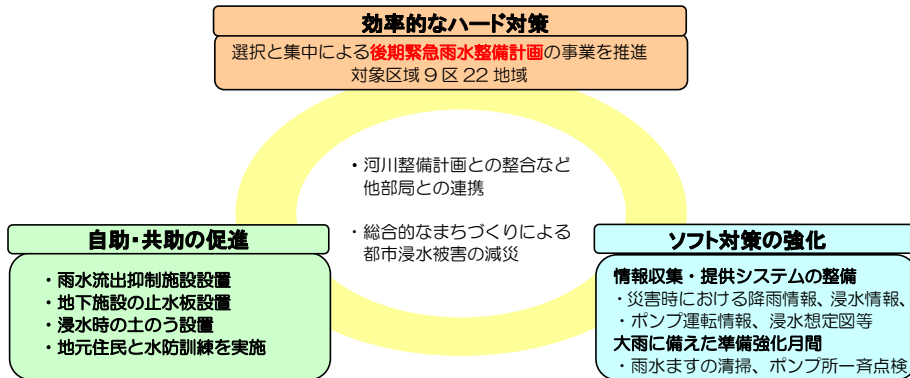 効率的なハード対策
選択と集中による後期緊急雨水整備計画の事業を推進
対象区域9区22地域
・河川整備計画との整合など
他部局との連携
・総合的なまちづくりによる
都市浸水被害の減災
自助・共助の促進
・雨水流出抑制施設設置
・地下施設の止水板設置
・浸水時の土のう設置
・地元住民と水防訓練を実施
ソフト対策の強化
情報収集・提供システムの整備
・災害時における降雨情報、浸水情報、
・ポンプ運転情報、浸水想定図等
大雨に備えた準備強化月間
・雨水ますの清掃、ポンプ所一斉点検